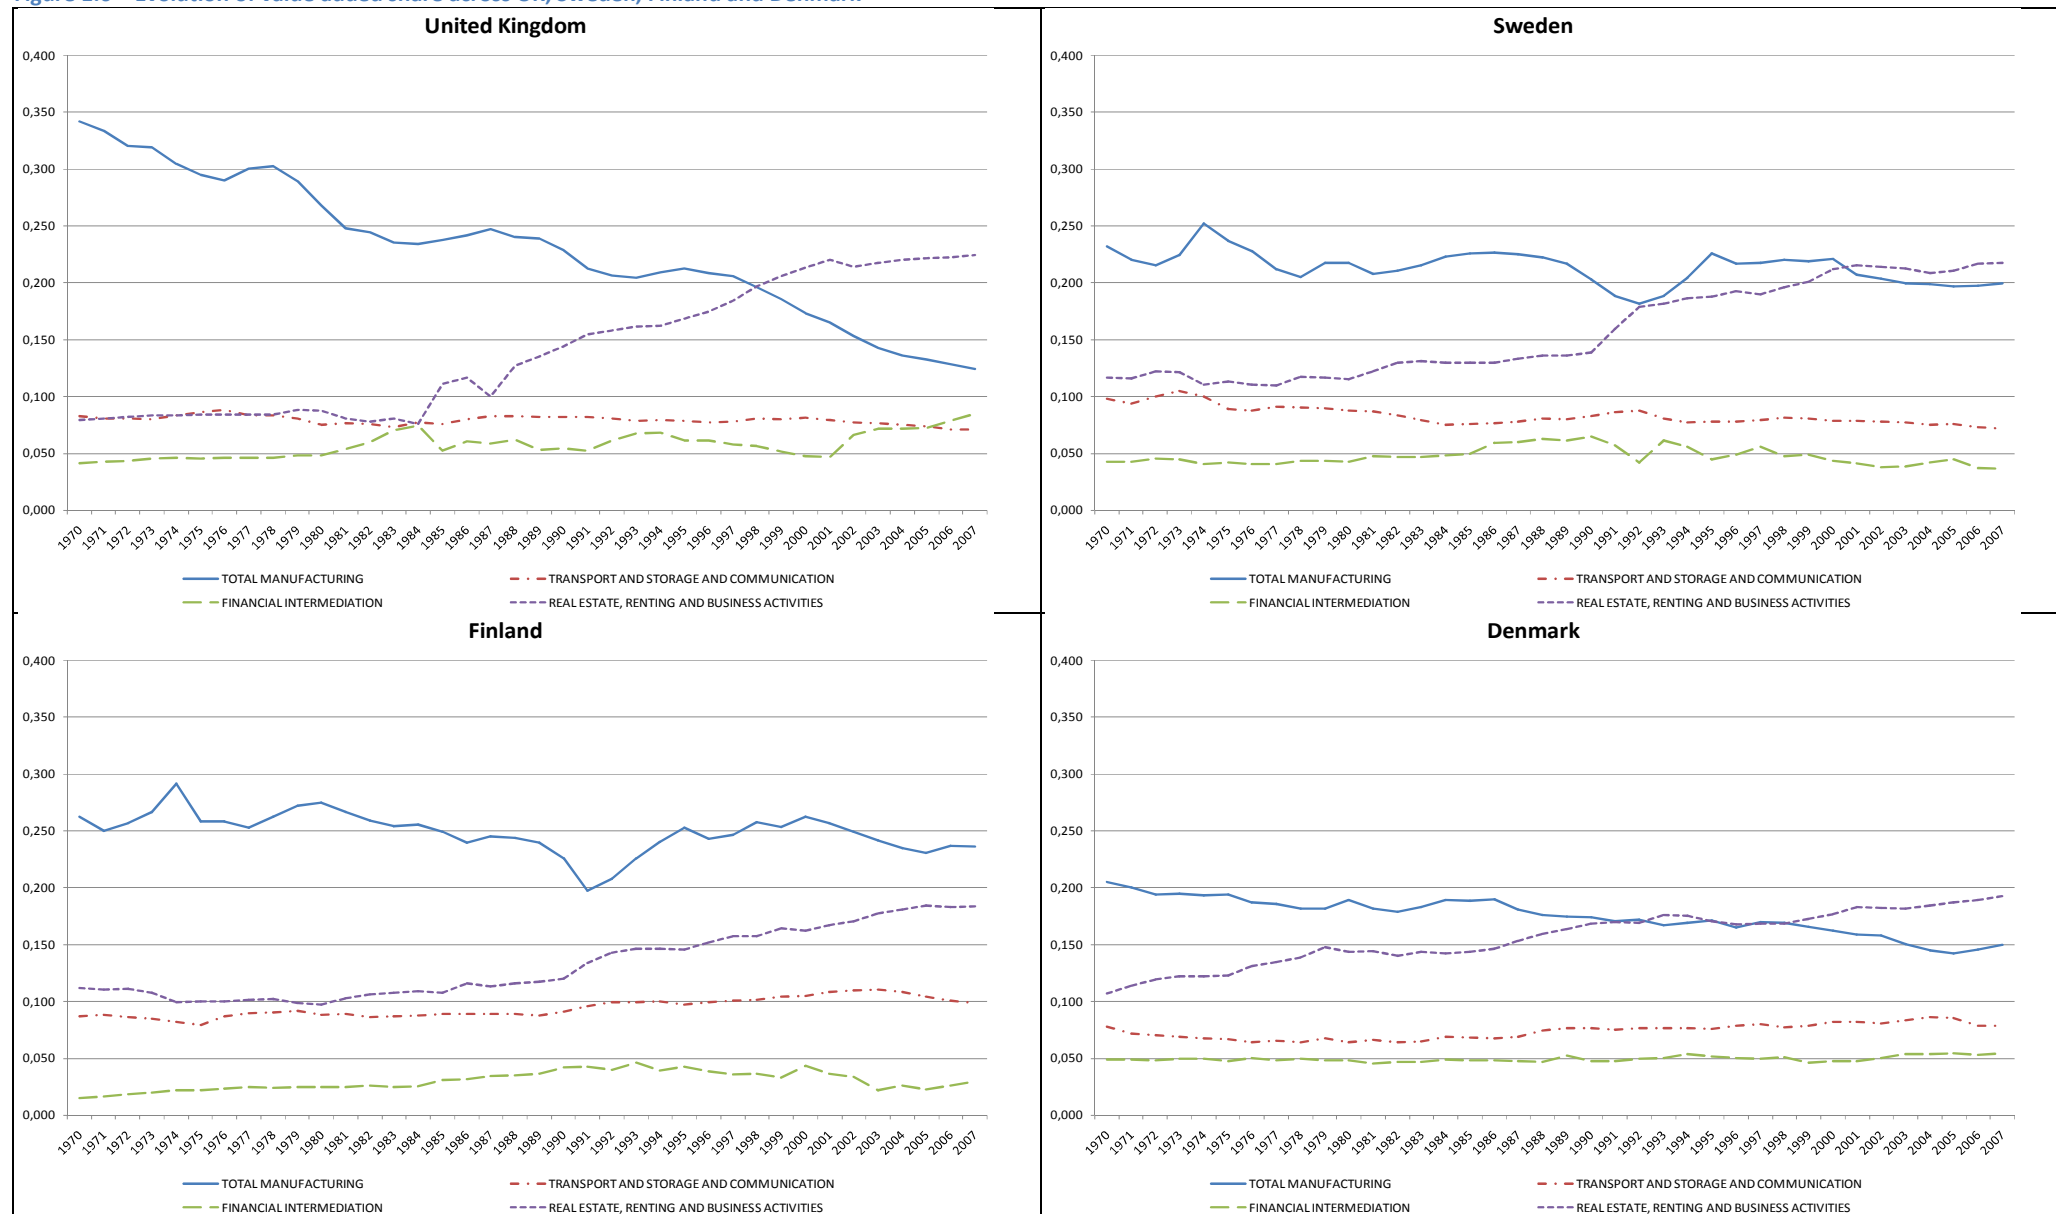 Evolution of value added share across UK, Sweden, Finland and Denmark
United Kingdom
0,400
0,350
0,300
0,250
0,200
0,150
0,100
0,050
0,000
1970 1971 1972 1973 1974 1975 1976 1977 1978 1979 1980 1981 1982 1983 1984 1985 1986 1987 1988 1989 1990 1991 1992 1993 1994 1995 1996 1997 1998 1999 2000 2001 2002 2003 2004 2005 2006 2007
TOTAL MANUFACTURING TRANSPORT AND STORAGE AND COMMUNICATION
FINANCIAL INTERMEDIATION REAL ESTATE, RENTING AND BUSINESS ACTIVITIES
Sweden
0,400
0,350
0,300
0,250
0,200
0,150
0,100
0,050
0,000
1970 1971 1972 1973 1974 1975 1976 1977 1978 1979 1980 1981 1982 1983 1984 1985 1986 1987 1988 1989 1990 1991 1992 1993 1994 1995 1996 1997 1998 1999 2000 2001 2002 2003 2004 2005 2006 2007
TOTAL MANUFACTURING TRANSPORT AND STORAGE AND COMMUNICATION
FINANCIAL INTERMEDIATION REAL ESTATE, RENTING AND BUSINESS ACTIVITIES
Finland
0,400
0,350
0,300
0,250
0,200
0,150
0,100
0,050
0,000
1970 1971 1972 1973 1974 1975 1976 1977 1978 1979 1980 1981 1982 1983 1984 1985 1986 1987 1988 1989 1990 1991 1992 1993 1994 1995 1996 1997 1998 1999 2000 2001 2002 2003 2004 2005 2006 2007
TOTAL MANUFACTURING TRANSPORT AND STORAGE AND COMMUNICATION
FINANCIAL INTERMEDIATION REAL ESTATE, RENTING AND BUSINESS ACTIVITIES
Denmark
0,400
0,350
0,300
0,250
0,200
0,150
0,100
0,050
0,000
1970 1971 1972 1973 1974 1975 1976 1977 1978 1979 1980 1981 1982 1983 1984 1985 1986 1987 1988 1989 1990 1991 1992 1993 1994 1995 1996 1997 1998 1999 2000 2001 2002 2003 2004 2005 2006 2007
TOTAL MANUFACTURING TRANSPORT AND STORAGE AND COMMUNICATION
FINANCIAL INTERMEDIATION REAL ESTATE, RENTING AND BUSINESS ACTIVITIES